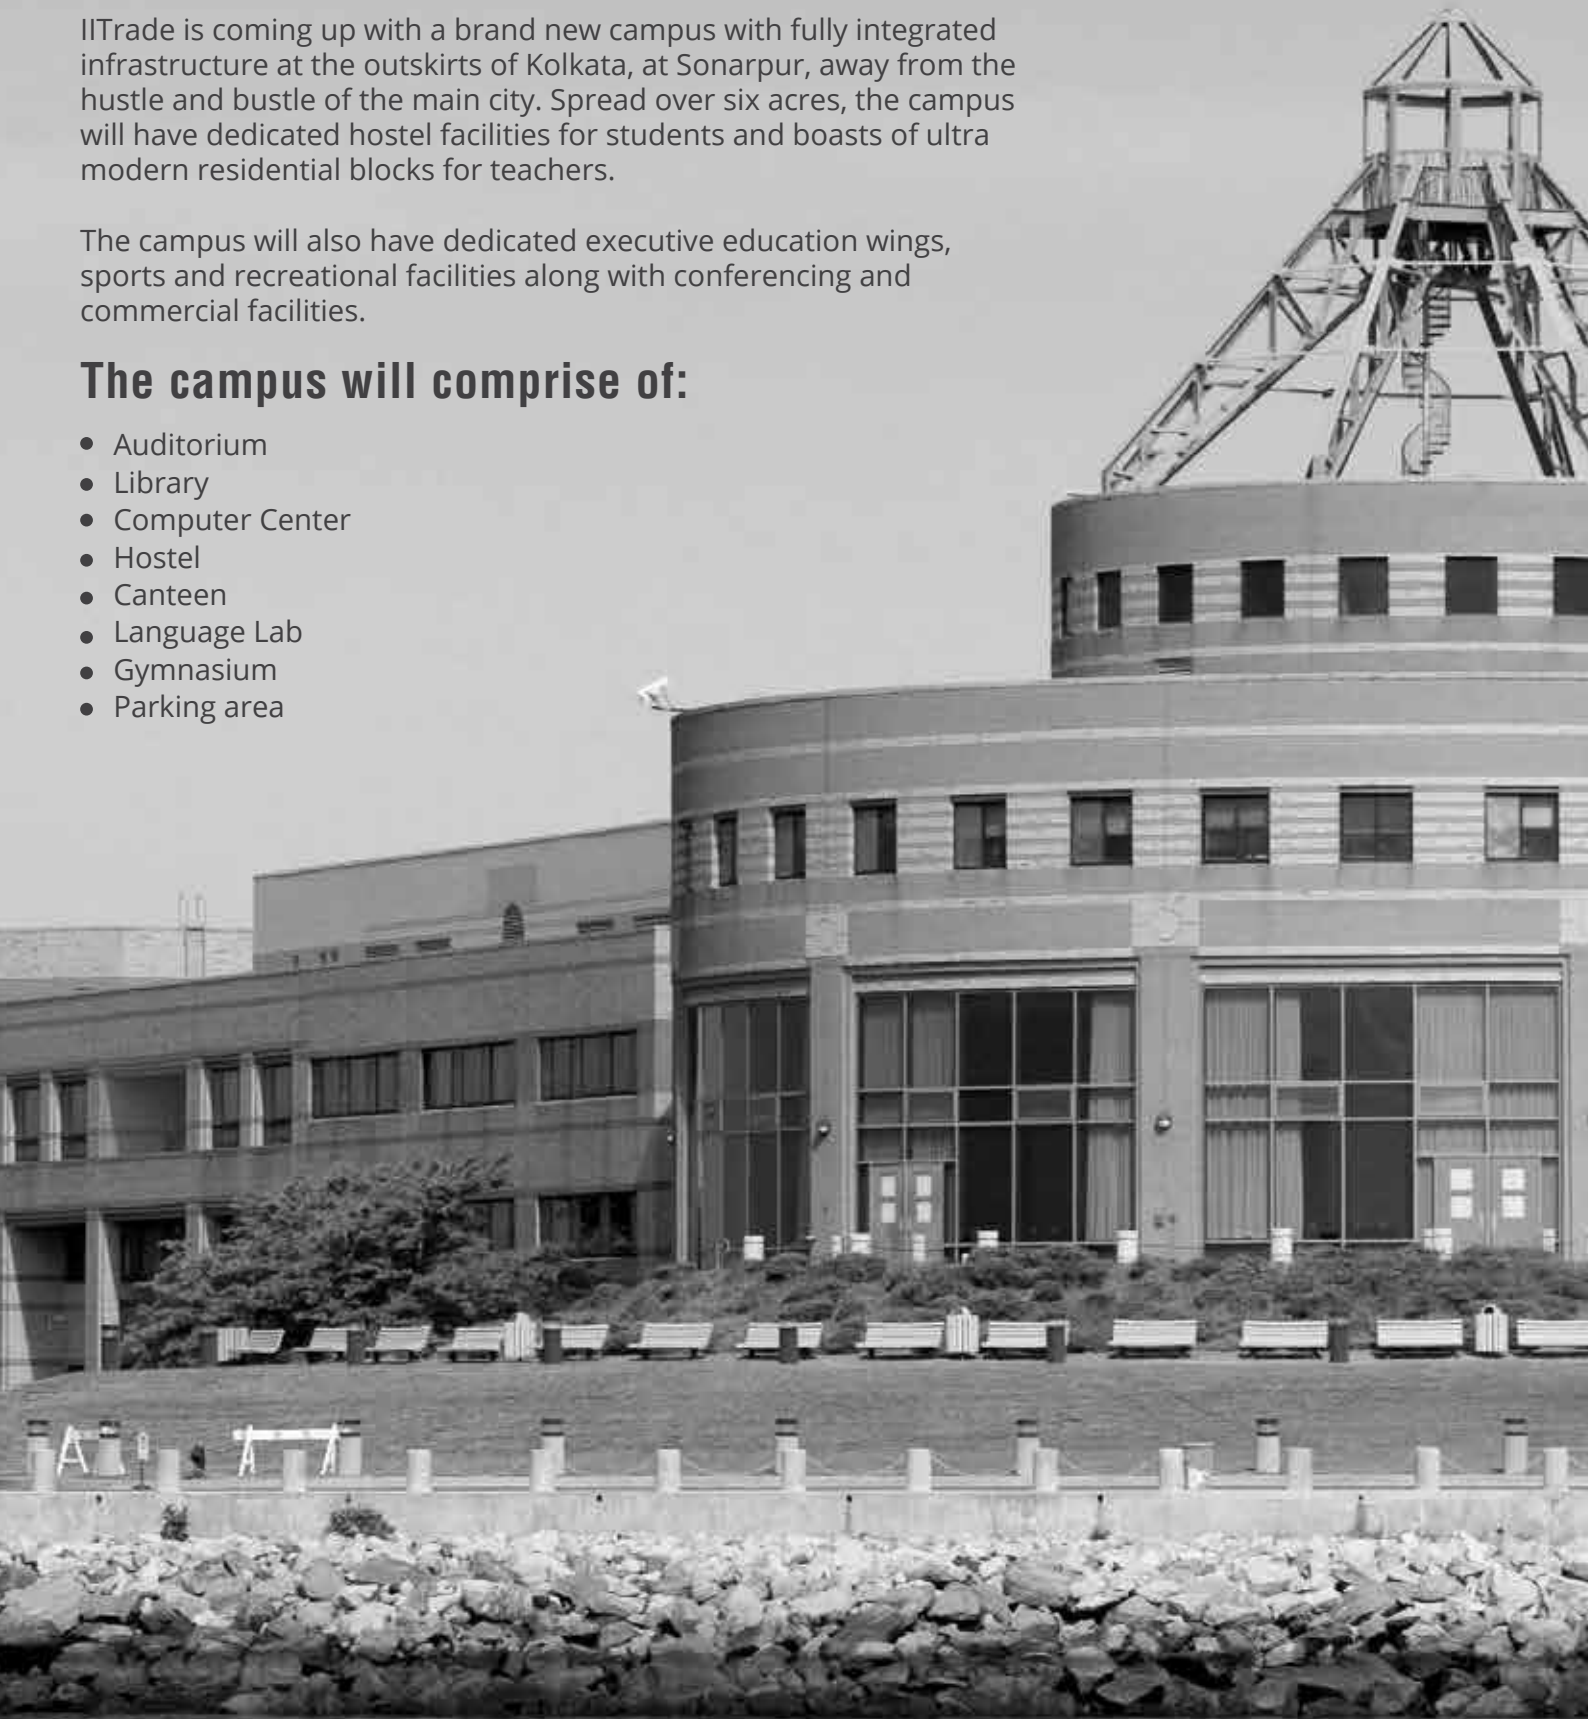 IITrade is coming up with a brand new campus with fully integrated
infrastructure at the outskirts of Kolkata, at Sonarpur, away from the
hustle and bustle of the main city. Spread over six acres, the campus
will have dedicated hostel facilities for students and boasts of ultra
modern residential blocks for teachers.
The campus will also have dedicated executive education wings,
sports and recreational facilities along with conferencing and
commercial facilities.
The campus will comprise of:
• Auditorium
• Library
• Computer Center
• Hostel
• Canteen
• Language Lab
• Gymnasium
• Parking area